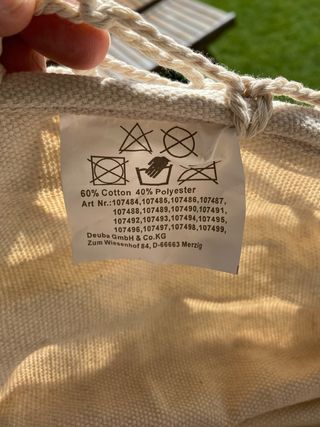 60% Cotton 40% Polyester
Art Nr.:107484,107486,107486,107487,
107488,107489,107490,107491,
107492,107493,107494,107495,
107496,107497,107498,107499,
Deuba GmbH & Co.KG
Zum Wiesenhof 84, D-66663 Merzig